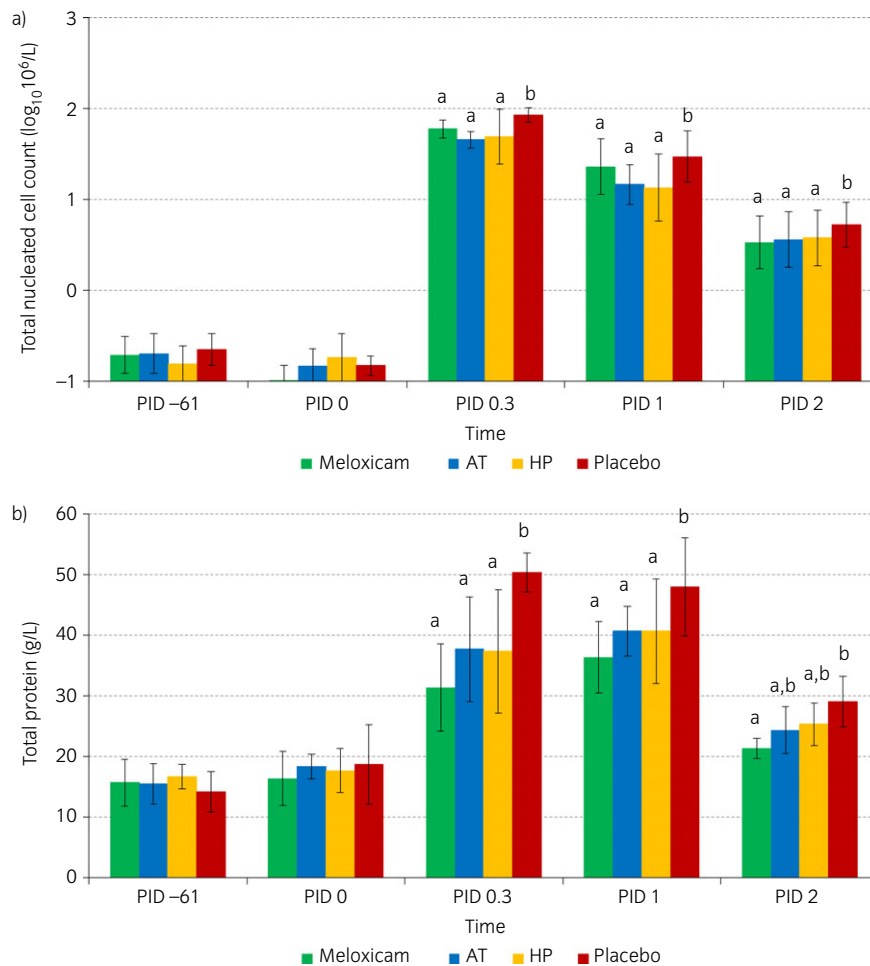 a)
Total nucleated cell count (log₁₀10⁶/L)
3
2
1
0
–1
a a a b
a a a b
a a a b
PID –61 PID 0 PID 0.3 PID 1 PID 2
Time
Meloxicam AT HP Placebo
b)
Total protein (g/L)
60
50
40
30
20
10
0
a a a b
a a a b
a a,b a,b b
PID –61 PID 0 PID 0.3 PID 1 PID 2
Time
Meloxicam AT HP Placebo